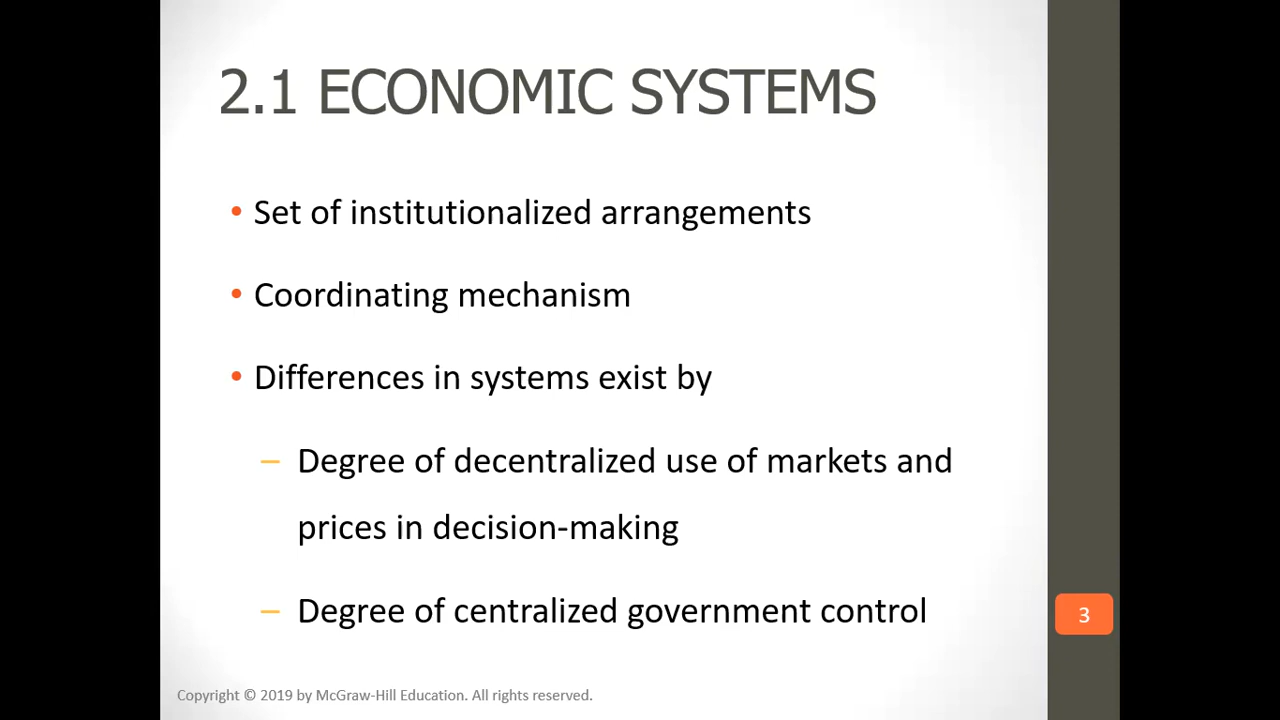 2.1 ECONOMIC SYSTEMS
• Set of institutionalized arrangements
• Coordinating mechanism
• Differences in systems exist by
– Degree of decentralized use of markets and
prices in decision-making
– Degree of centralized government control
3
Copyright © 2019 by McGraw-Hill Education. All rights reserved.